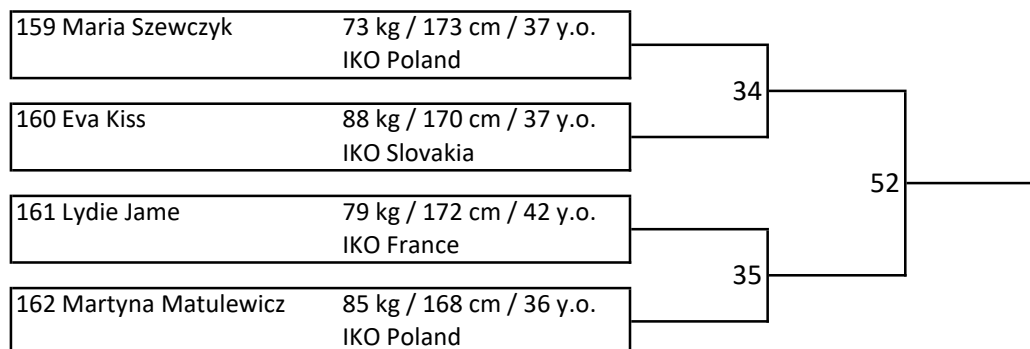 159 Maria Szewczyk 73 kg / 173 cm / 37 y.o.
IKO Poland
34
160 Eva Kiss 88 kg / 170 cm / 37 y.o.
IKO Slovakia
52
161 Lydie Jame 79 kg / 172 cm / 42 y.o.
IKO France
35
162 Martyna Matulewicz 85 kg / 168 cm / 36 y.o.
IKO Poland